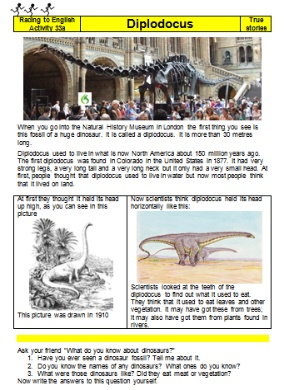 Racing to English
Activity 33a
Diplodocus
True
stories
When you go into the Natural History Museum in London the first thing you see is
this fossil of a huge dinosaur. It is called a diplodocus. It is more than 30 metres
long.
Diplodocus used to live in what is now North America about 150 million years ago.
The first diplodocus was found in Colorado in the United States in 1877. It had very
strong legs, a very long tail and a very long neck but it only had a very small head. At
first, people thought that diplodocus used to live in water but now most people think
that it lived on land.
At first they thought it held its head
up high, as you can see in this
picture
This picture was drawn in 1910.
Now scientists think diplodocus held its head
horizontally like this:
Scientists looked at the teeth of the
diplodocus to find out what it used to eat.
They think that it used to eat leaves and other
vegetation. It may have got these from trees;
it may also have got them from plants found in
rivers.
Ask your friend "What do you know about dinosaurs?"
1. Have you ever seen a dinosaur fossil? Tell me about it.
2. Do you know the names of any dinosaurs? What ones do you know?
3. What were those dinosaurs like? Did they eat meat or vegetation?
Now write the answers to this question yourself.